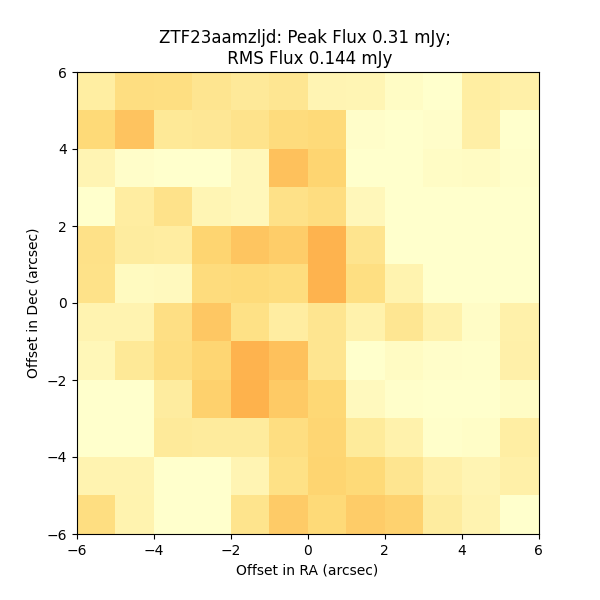 ZTF23aamzljd: Peak Flux 0.31 mJy;
RMS Flux 0.144 mJy
6
4
2
0
−2
−4
−6
Offset in Dec (arcsec)
−6 −4 −2 0 2 4 6
Offset in RA (arcsec)